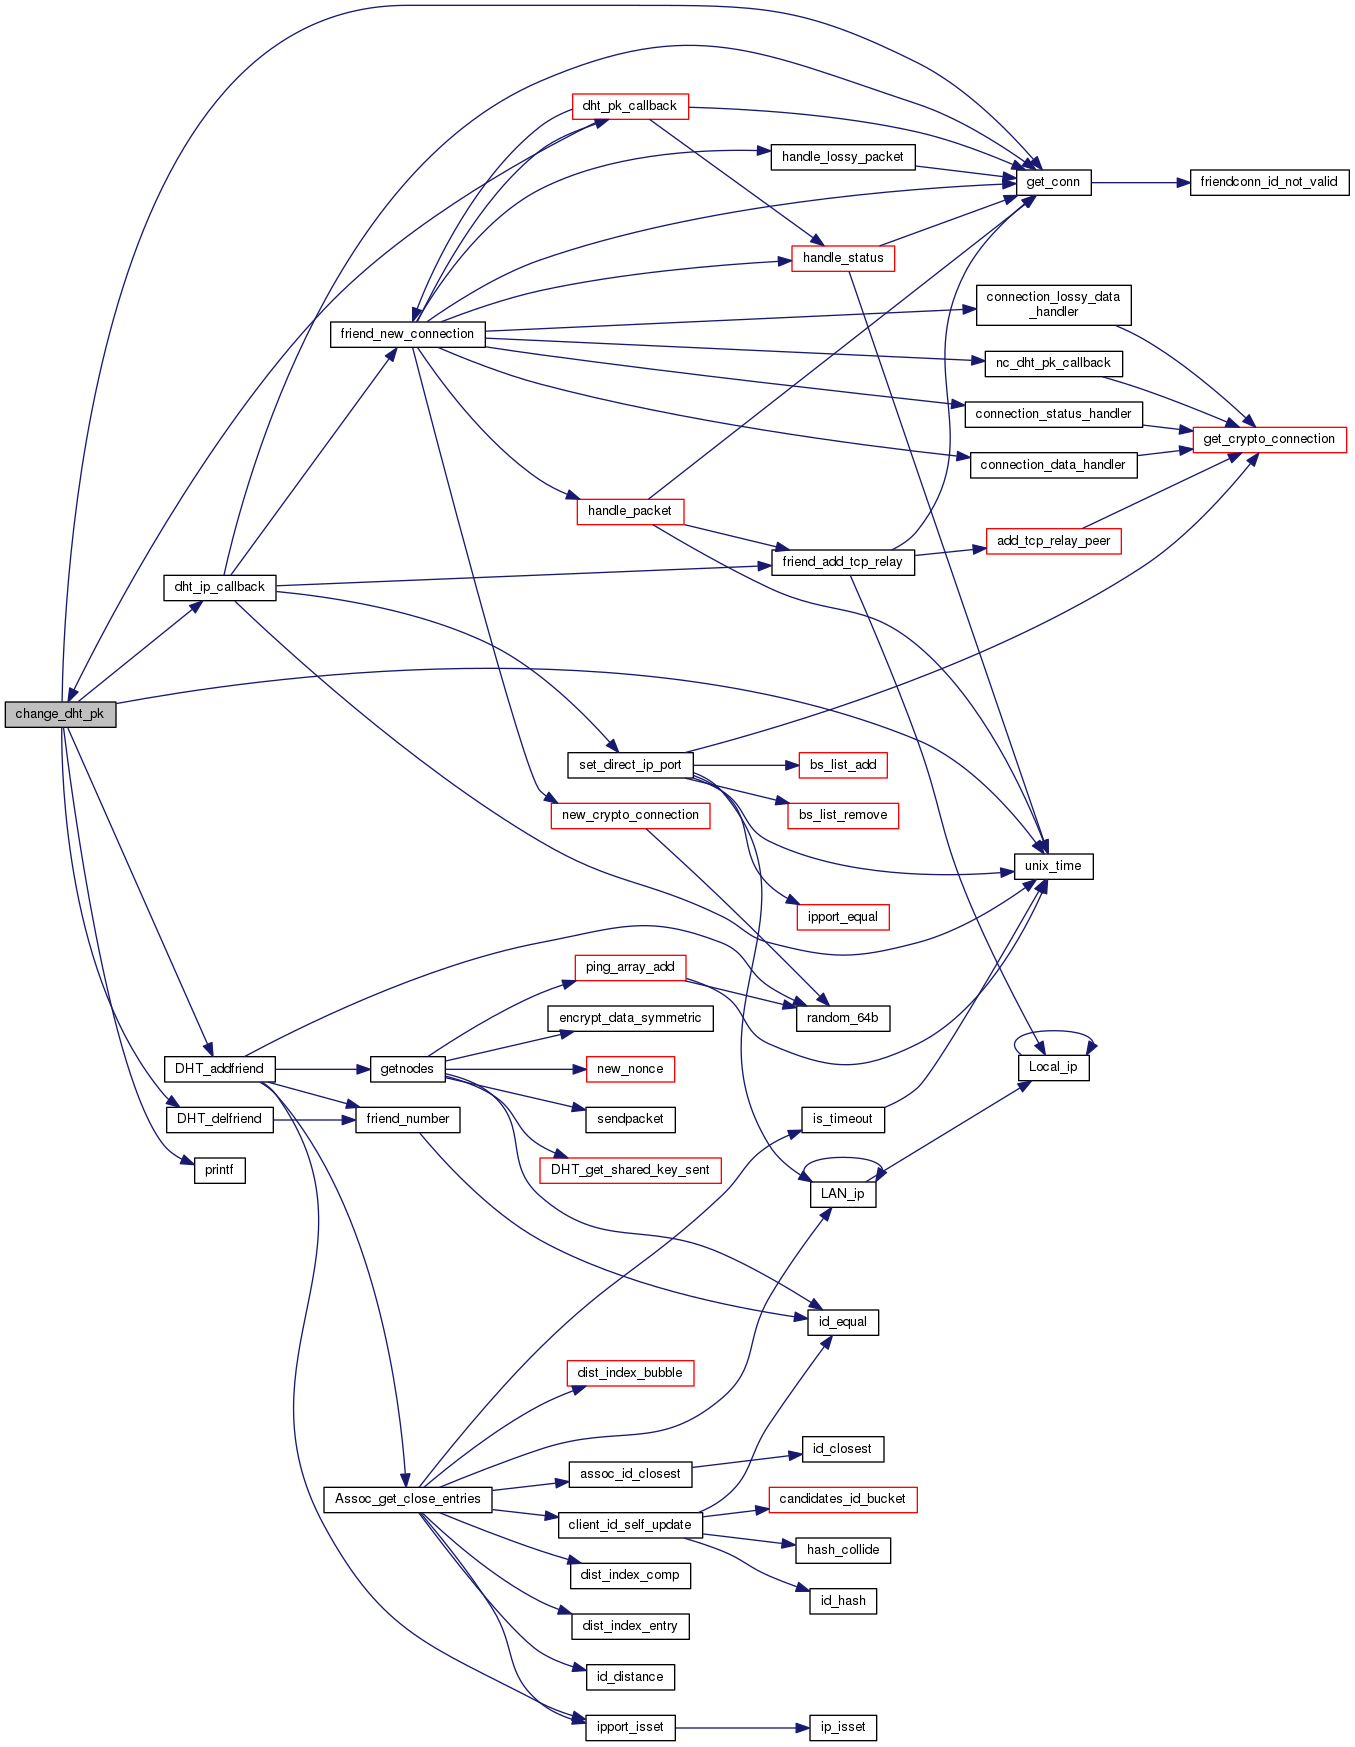 dht_pk_callback
handle_lossy_packet
get_conn
friendconn_id_not_valid
handle_status
connection_lossy_data
_handler
friend_new_connection
nc_dht_pk_callback
connection_status_handler
get_crypto_connection
connection_data_handler
handle_packet
add_tcp_relay_peer
friend_add_tcp_relay
dht_ip_callback
change_dht_pk
set_direct_ip_port
bs_list_add
new_crypto_connection
bs_list_remove
unix_time
ipport_equal
ping_array_add
encrypt_data_symmetric
random_64b
DHT_addfriend
getnodes
new_nonce
Local_ip
DHT_delfriend
friend_number
sendpacket
is_timeout
printf
DHT_get_shared_key_sent
LAN_ip
id_equal
dist_index_bubble
id_closest
assoc_id_closest
Assoc_get_close_entries
candidates_id_bucket
client_id_self_update
hash_collide
dist_index_comp
id_hash
dist_index_entry
id_distance
ipport_isset
ip_isset